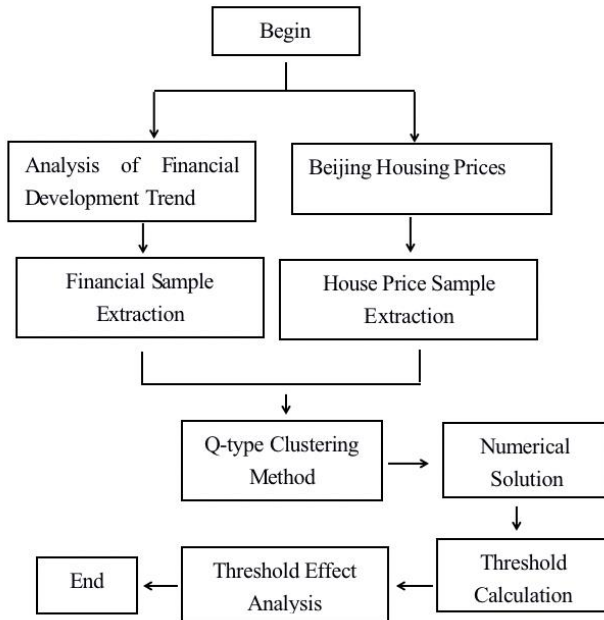 Begin
Analysis of Financial
Development Trend
Beijing Housing Prices
Financial Sample
Extraction
House Price Sample
Extraction
Q-type Clustering
Method
Numerical
Solution
Threshold
Calculation
Threshold Effect
Analysis
End